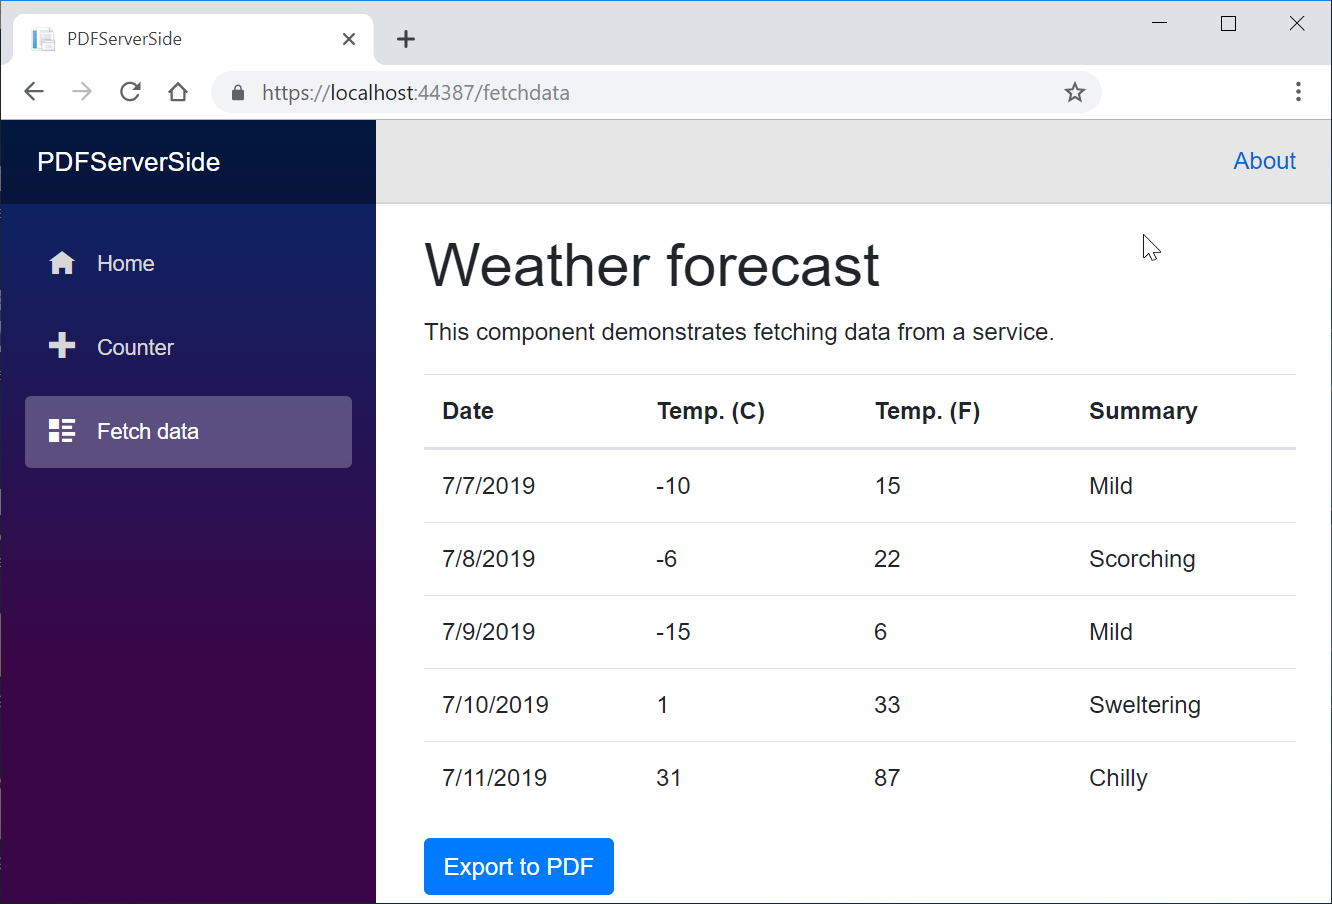 PDFServerSide
https://localhost:44387/fetchdata
PDFServerSide
About
Home
Counter
Fetch data
Weather forecast
This component demonstrates fetching data from a service.
Date Temp. (C) Temp. (F) Summary
7/7/2019 -10 15 Mild
7/8/2019 -6 22 Scorching
7/9/2019 -15 6 Mild
7/10/2019 1 33 Sweltering
7/11/2019 31 87 Chilly
Export to PDF